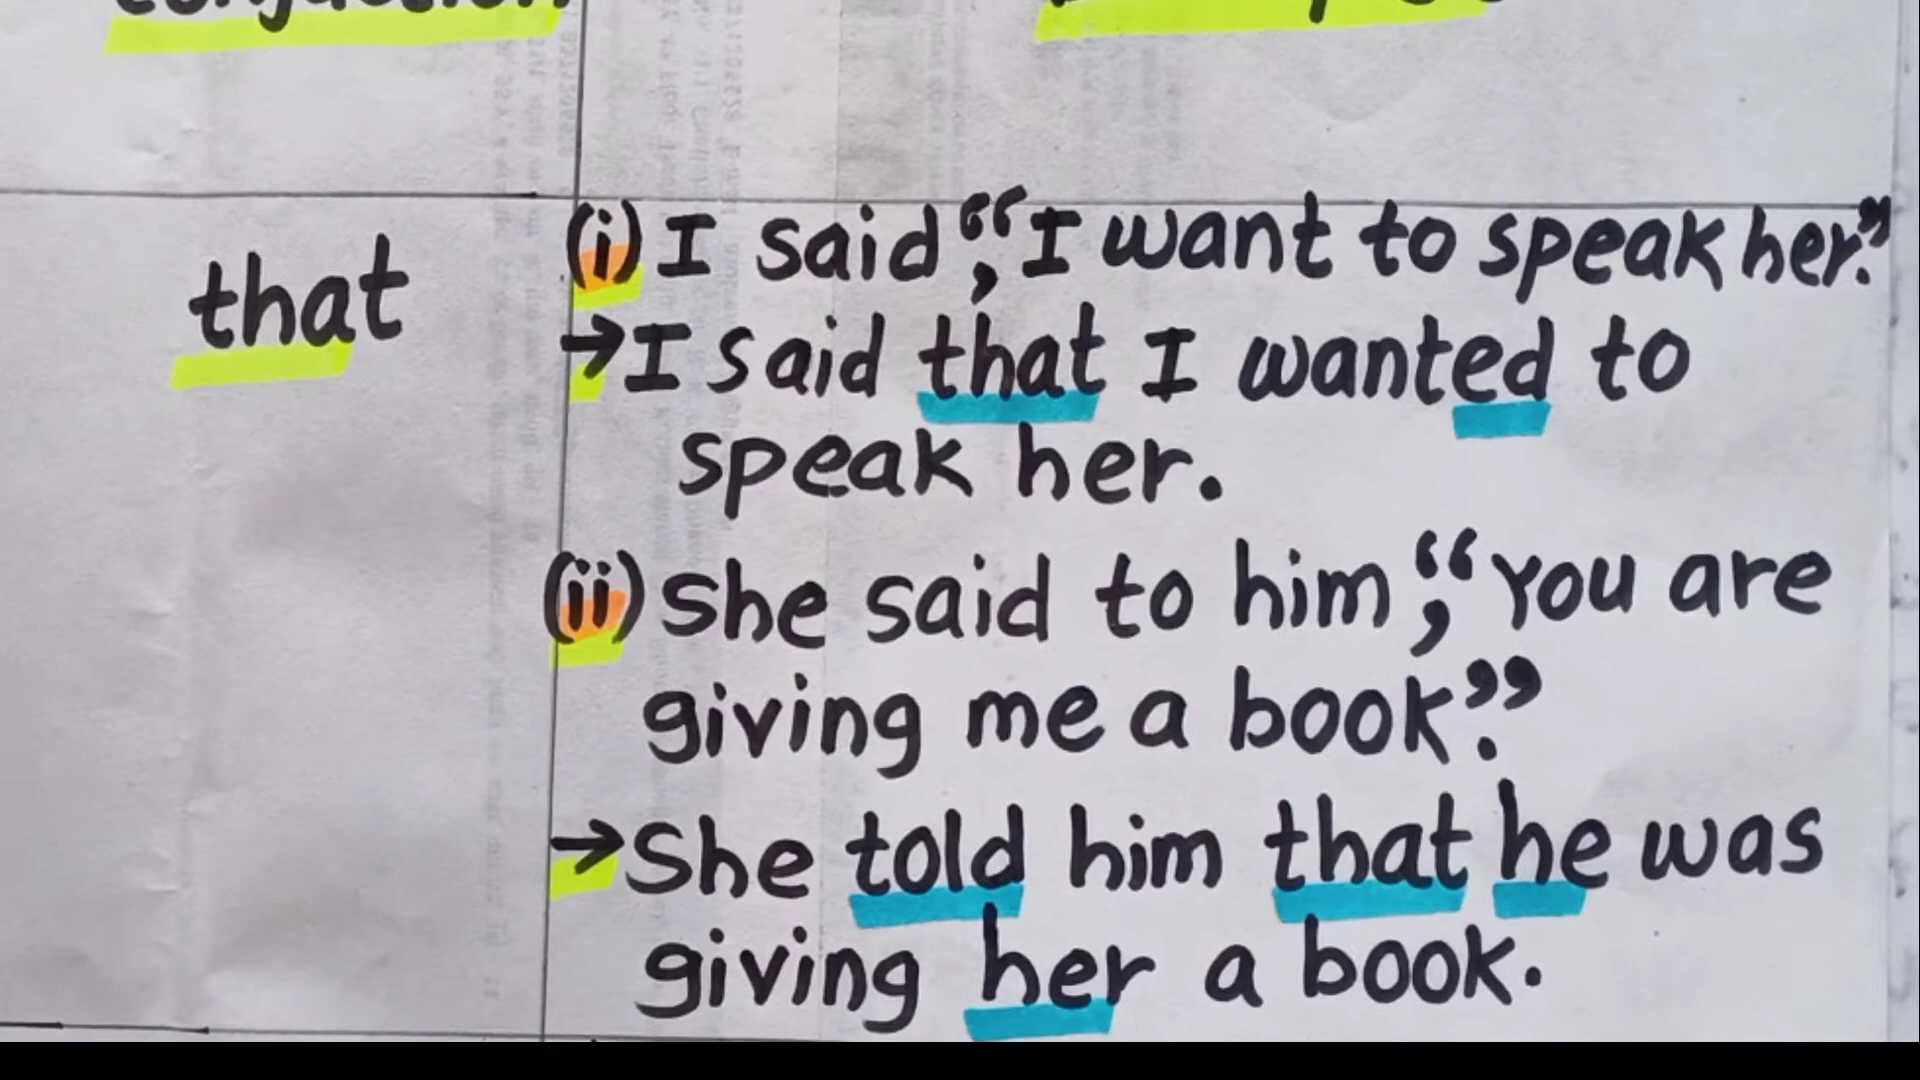 that
(i) I said, “I want to speak her.”
→ I said that I wanted to
speak her.
(ii) She said to him, “You are
giving me a book.”
→ She told him that he was
giving her a book.